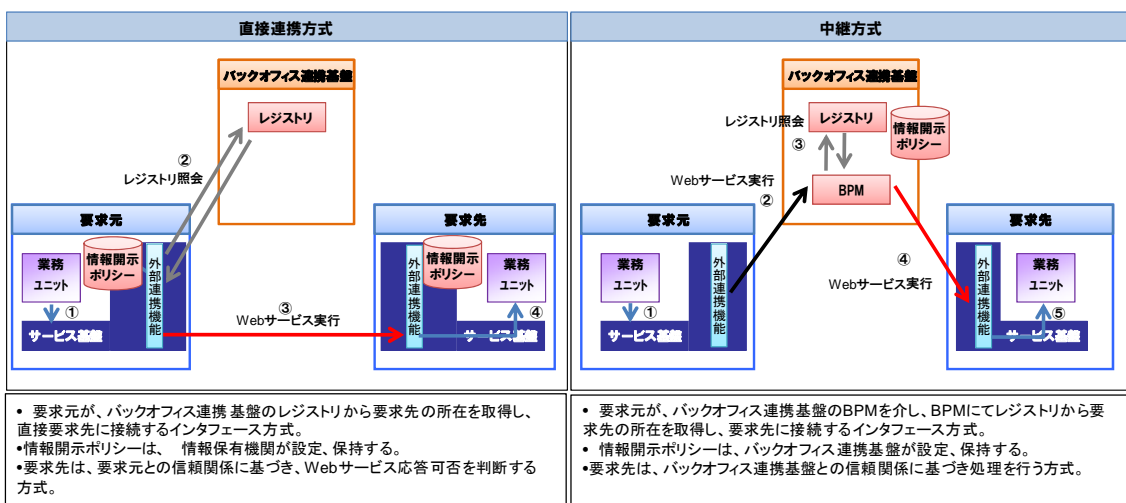 直接連携方式
バックオフィス連携基盤
レジストリ
②
レジストリ照会
要求元
業務
ユニット
情報開示
ポリシー
外部連携機能
①
サービス基盤
③
Webサービス実行
要求先
外部連携機能
情報開示
ポリシー
業務
ユニット
④
サービス基盤
• 要求元が、バックオフィス連携基盤のレジストリから要求先の所在を取得し、
直接要求先に接続するインタフェース方式。
•情報開示ポリシーは、 情報保有機関が設定、保持する。
•要求先は、要求元との信頼関係に基づき、Webサービス応答可否を判断する
方式。
中継方式
バックオフィス連携基盤
レジストリ照会
レジストリ
情報開示
ポリシー
③
Webサービス実行
②
BPM
要求元
業務
ユニット
外部連携機能
①
サービス基盤
④
Webサービス実行
要求先
外部連携機能
業務
ユニット
⑤
サービス基盤
• 要求元が、バックオフィス連携基盤のBPMを介し、BPMにてレジストリから要
求先の所在を取得し、要求先に接続するインタフェース方式。
• 情報開示ポリシーは、バックオフィス連携基盤が設定、保持する。
•要求先は、バックオフィス連携基盤との信頼関係に基づき処理を行う方式。